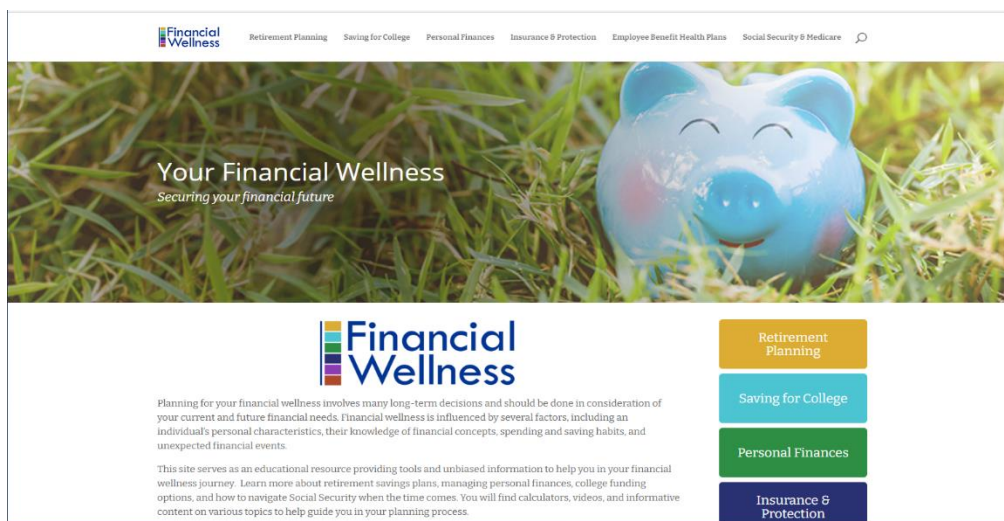 Financial
Wellness
Retirement Planning
Saving for College
Personal Finances
Insurance & Protection
Employee Benefit Health Plans
Social Security & Medicare
Your Financial Wellness
Securing your financial future
Financial
Wellness
Planning for your financial wellness involves many long-term decisions and should be done in consideration of
your current and future financial needs. Financial wellness is influenced by several factors, including an
individual's personal characteristics, their knowledge of financial concepts, spending and saving habits, and
unexpected financial events.
This site serves as an educational resource providing tools and unbiased information to help you in your financial
wellness journey. Learn more about retirement savings plans, managing personal finances, college funding
options, and how to navigate Social Security when the time comes. You will find calculators, videos, and informative
content on various topics to help guide you in your planning process.
Retirement
Planning
Saving for College
Personal Finances
Insurance &
Protection